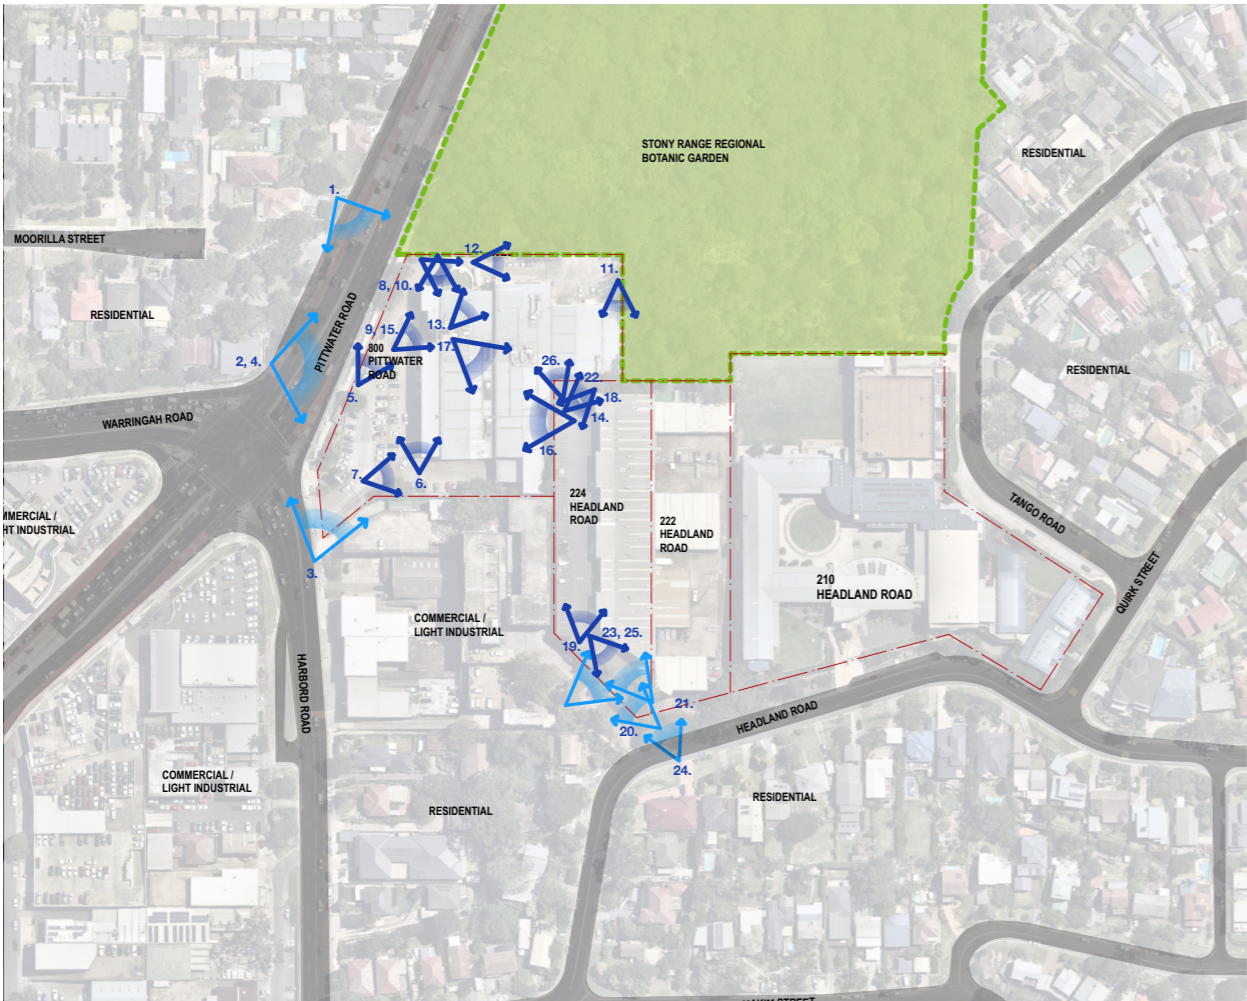 STONY RANGE REGIONAL
BOTANIC GARDEN
RESIDENTIAL
1.
MOORILLA STREET
12.
11.
8, 10.
RESIDENTIAL
PITTWATER ROAD
9, 15.
13.
17.
800
PITTWATER
ROAD
2, 4.
26.
RESIDENTIAL
5.
22.
18.
14.
WARRINGAH ROAD
16.
7.
6.
224
HEADLAND
ROAD
222
HEADLAND
ROAD
TANGO ROAD
3.
210
HEADLAND ROAD
QUIRK STREET
COMMERCIAL /
LIGHT INDUSTRIAL
19.
23, 25.
HARBORD ROAD
21.
20.
HEADLAND ROAD
24.
COMMERCIAL /
LIGHT INDUSTRIAL
RESIDENTIAL
RESIDENTIAL